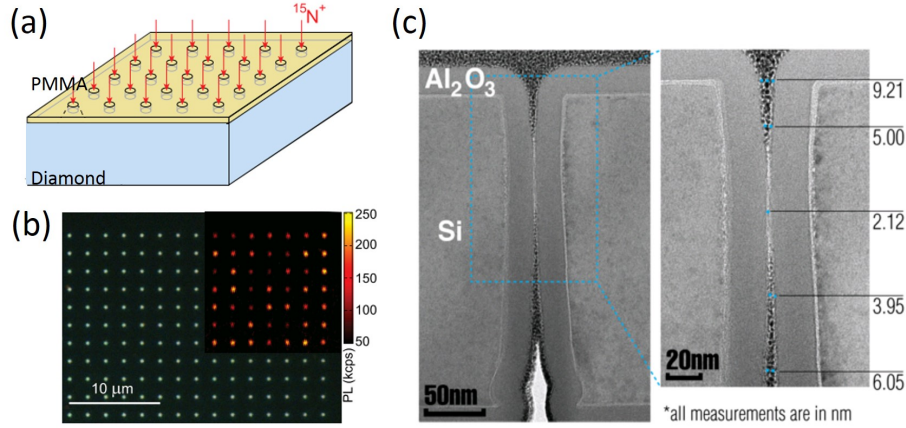 (a)
15N+
PMMA
Diamond
(b)
250
200
150
100
50
PL (kcps)
10 μm
(c)
Al2O3
Si
50nm
9.21
5.00
2.12
3.95
6.05
20nm
*all measurements are in nm